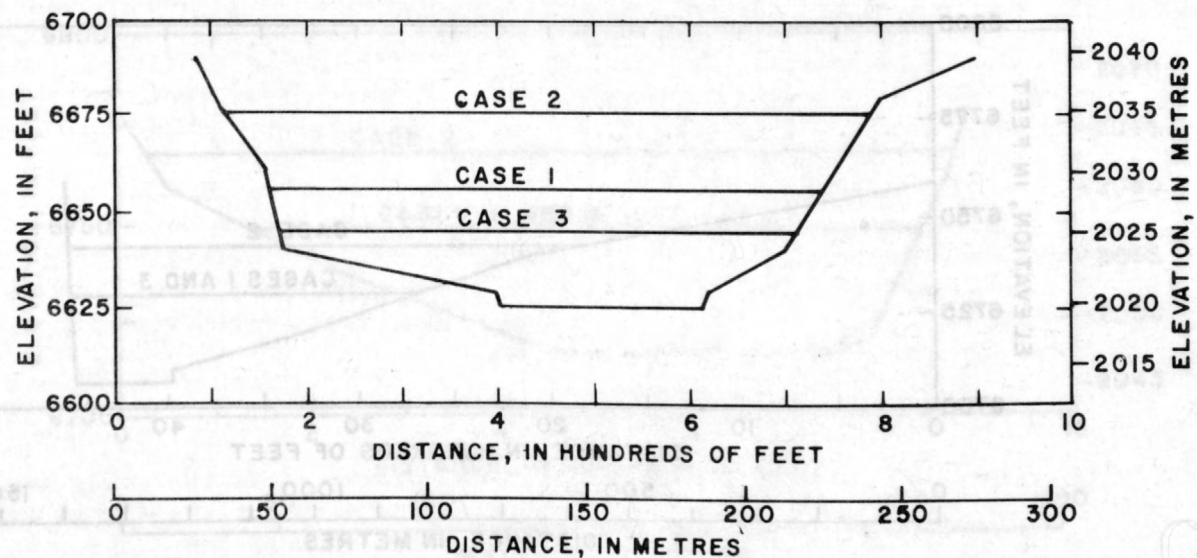 6700
6675
6650
6625
6600
ELEVATION, IN FEET
CASE 2
CASE 1
CASE 3
2040
2035
2030
2025
2020
2015
ELEVATION, IN METRES
0 2 4 6 8 10
DISTANCE, IN HUNDREDS OF FEET
0 50 100 150 200 250 300
DISTANCE, IN METRES